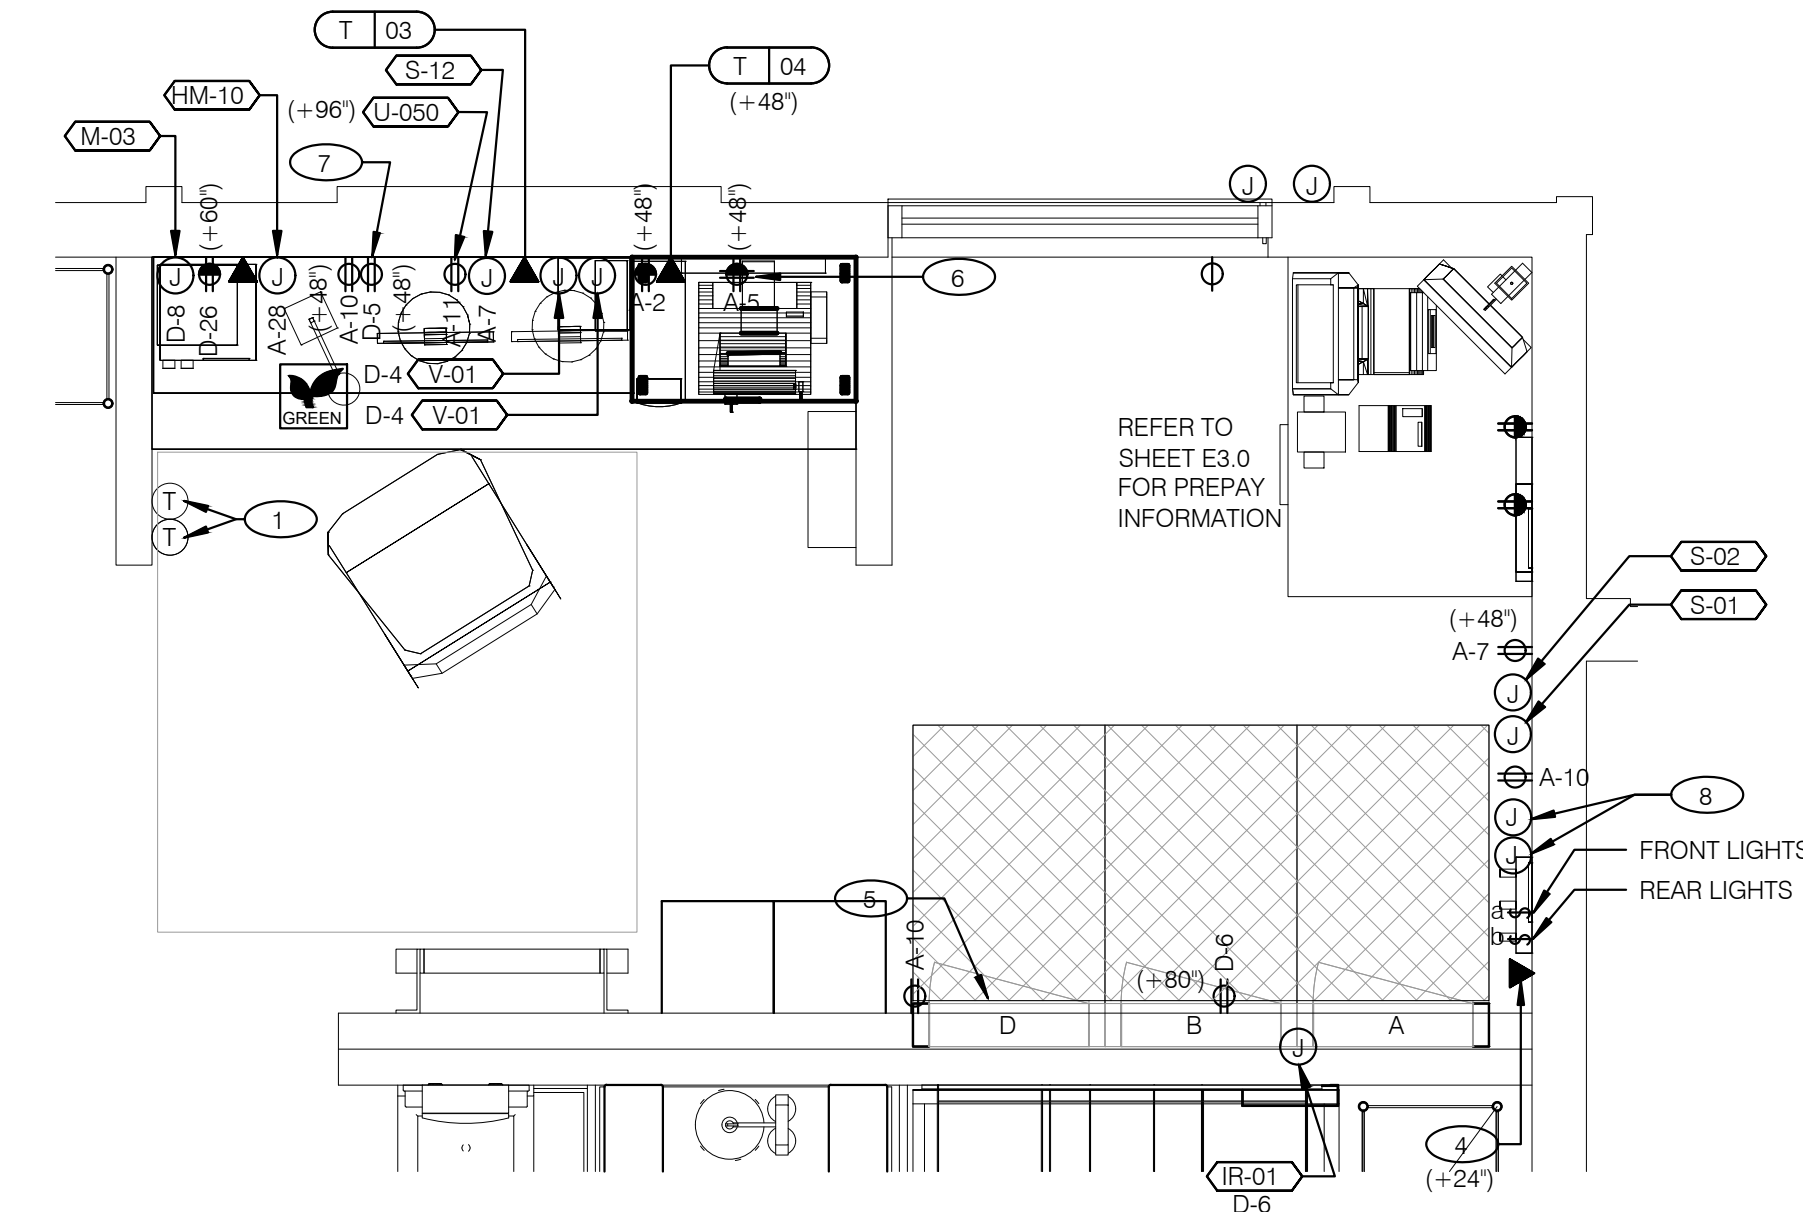 T 03
S-12
T 04
(+48")
HM-10
(+96") U-050
M-03
7
J
J
(+60")
(+48")
(+48")
J
J
J
J
J
6
D-8
D-26
A-28
(+48")
A-10
D-5
(+48")
A-11
A-7
A-2
A-5
D-4 V-01
GREEN
D-4 V-01
REFER TO
SHEET E3.0
FOR PREPAY
INFORMATION
T
T
1
S-02
S-01
(+48")
A-7
J
J
A-10
8
J
J
FRONT LIGHTS
REAR LIGHTS
a S
b S
5
A-10
D-6
(+80")
D
B
A
J
4
(+24")
IR-01
D-6